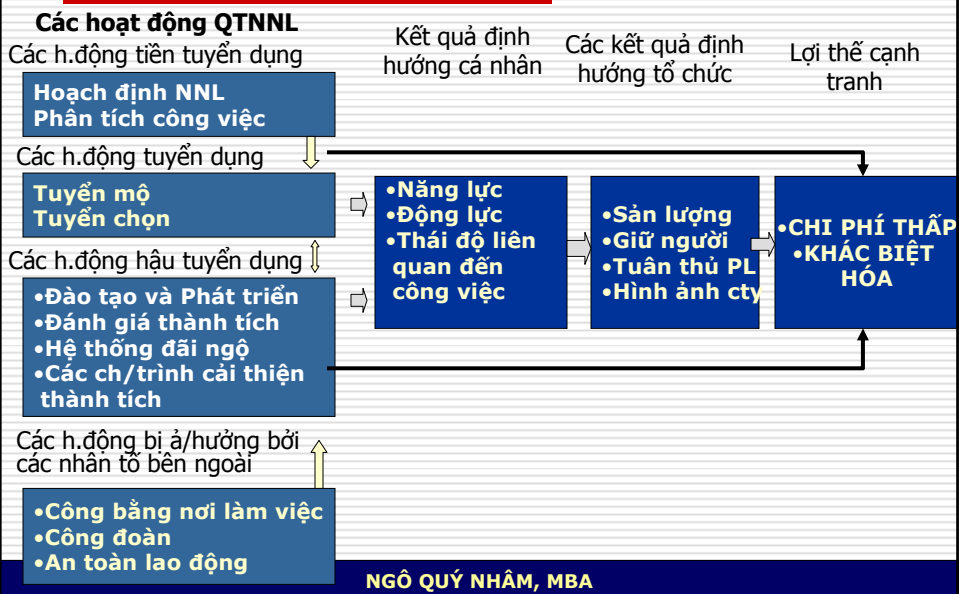 Các hoạt động QTNNL
Các h.động tiền tuyển dụng
Hoạch định NNL
Phân tích công việc
Các h.động tuyển dụng
Tuyển mộ
Tuyển chọn
Các h.động hậu tuyển dụng
•Đào tạo và Phát triển
•Đánh giá thành tích
•Hệ thống đãi ngộ
•Các ch/trình cải thiện
thành tích
Các h.động bị ả/hưởng bởi
các nhân tố bên ngoài
•Công bằng nơi làm việc
•Công đoàn
•An toàn lao động
Kết quả định
hướng cá nhân
•Năng lực
•Động lực
•Thái độ liên
quan đến
công việc
Các kết quả định
hướng tổ chức
•Sản lượng
•Giữ người
•Tuân thủ PL
•Hình ảnh cty
Lợi thế cạnh
tranh
•CHI PHÍ THẤP
•KHÁC BIỆT
HÓA
NGÔ QUÝ NHÂM, MBA